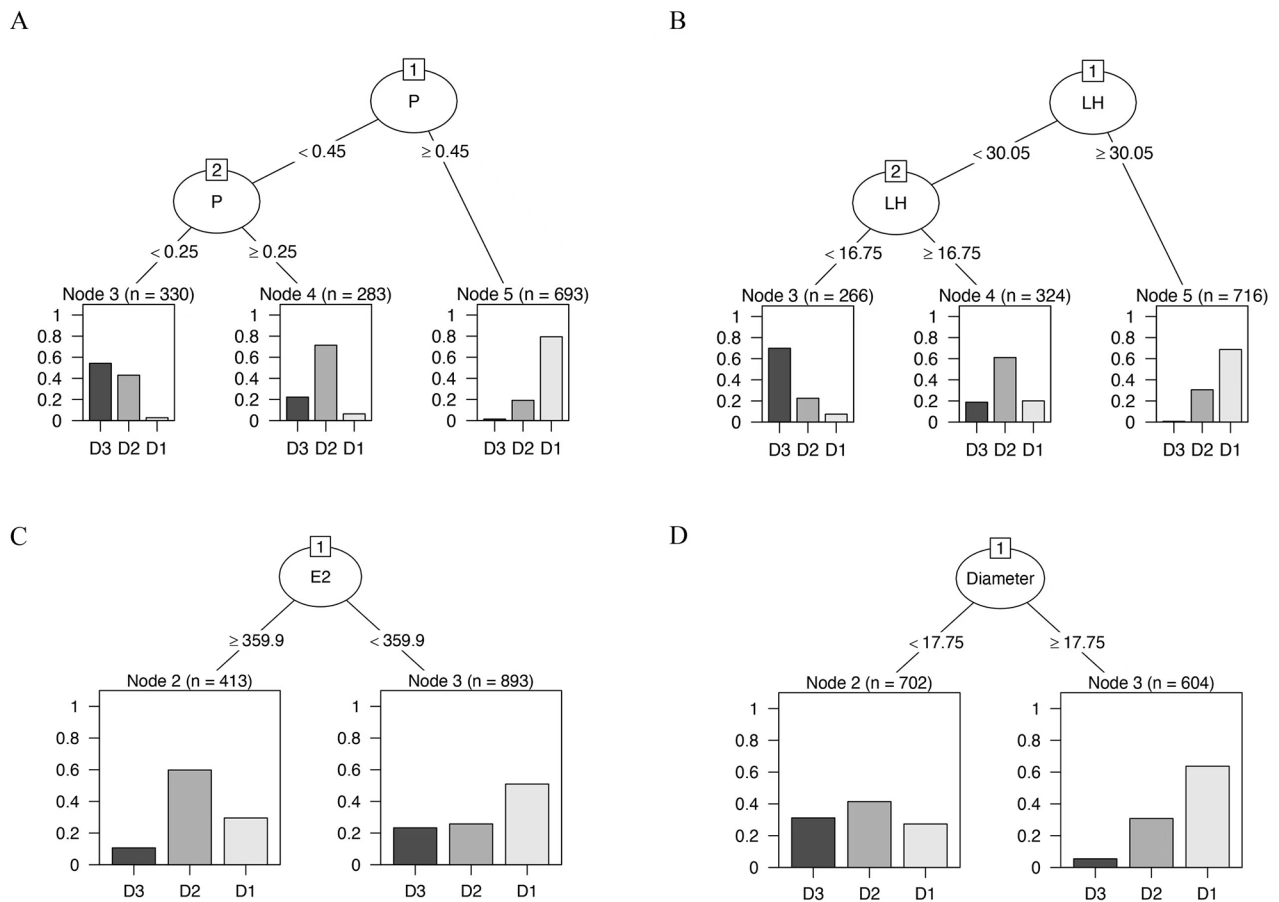 A
1
P
< 0.45
≥ 0.45
2
P
< 0.25
≥ 0.25
Node 3 (n = 330)
1
0.8
0.6
0.4
0.2
0
D3 D2 D1
Node 4 (n = 283)
1
0.8
0.6
0.4
0.2
0
D3 D2 D1
Node 5 (n = 693)
1
0.8
0.6
0.4
0.2
0
D3 D2 D1
B
1
LH
< 30.05
≥ 30.05
2
LH
< 16.75
≥ 16.75
Node 3 (n = 266)
1
0.8
0.6
0.4
0.2
0
D3 D2 D1
Node 4 (n = 324)
1
0.8
0.6
0.4
0.2
0
D3 D2 D1
Node 5 (n = 716)
1
0.8
0.6
0.4
0.2
0
D3 D2 D1
C
1
E2
≥ 359.9
< 359.9
Node 2 (n = 413)
1
0.8
0.6
0.4
0.2
0
D3 D2 D1
Node 3 (n = 893)
1
0.8
0.6
0.4
0.2
0
D3 D2 D1
D
1
Diameter
< 17.75
≥ 17.75
Node 2 (n = 702)
1
0.8
0.6
0.4
0.2
0
D3 D2 D1
Node 3 (n = 604)
1
0.8
0.6
0.4
0.2
0
D3 D2 D1